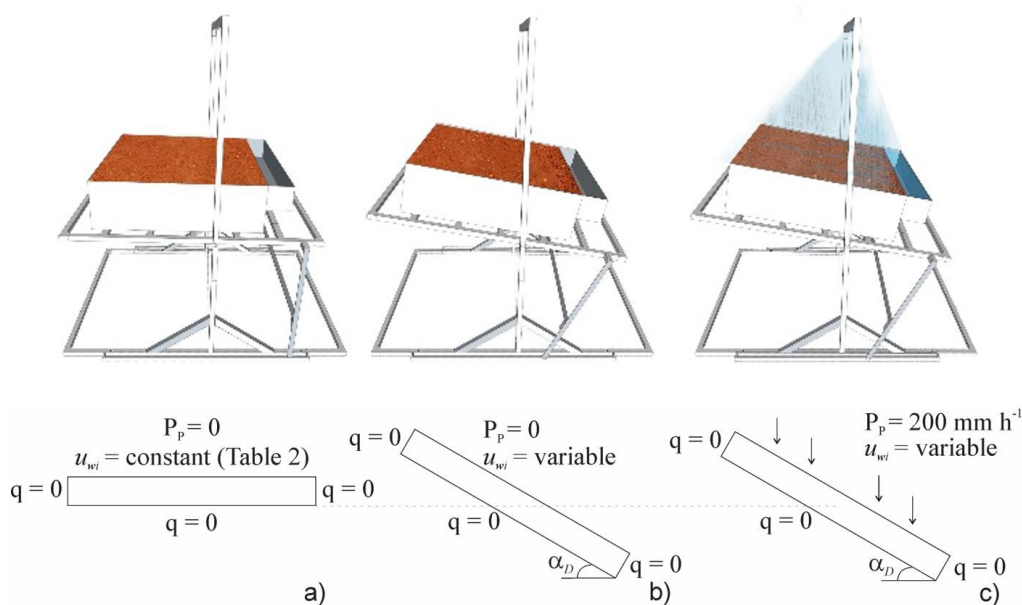 P_P = 0
u_wi = constant (Table 2)
q = 0
q = 0
q = 0
a)
q = 0
P_P = 0
u_wi = variable
q = 0
α_D
q = 0
b)
q = 0
P_P = 200 mm h⁻¹
u_wi = variable
q = 0
α_D
q = 0
c)